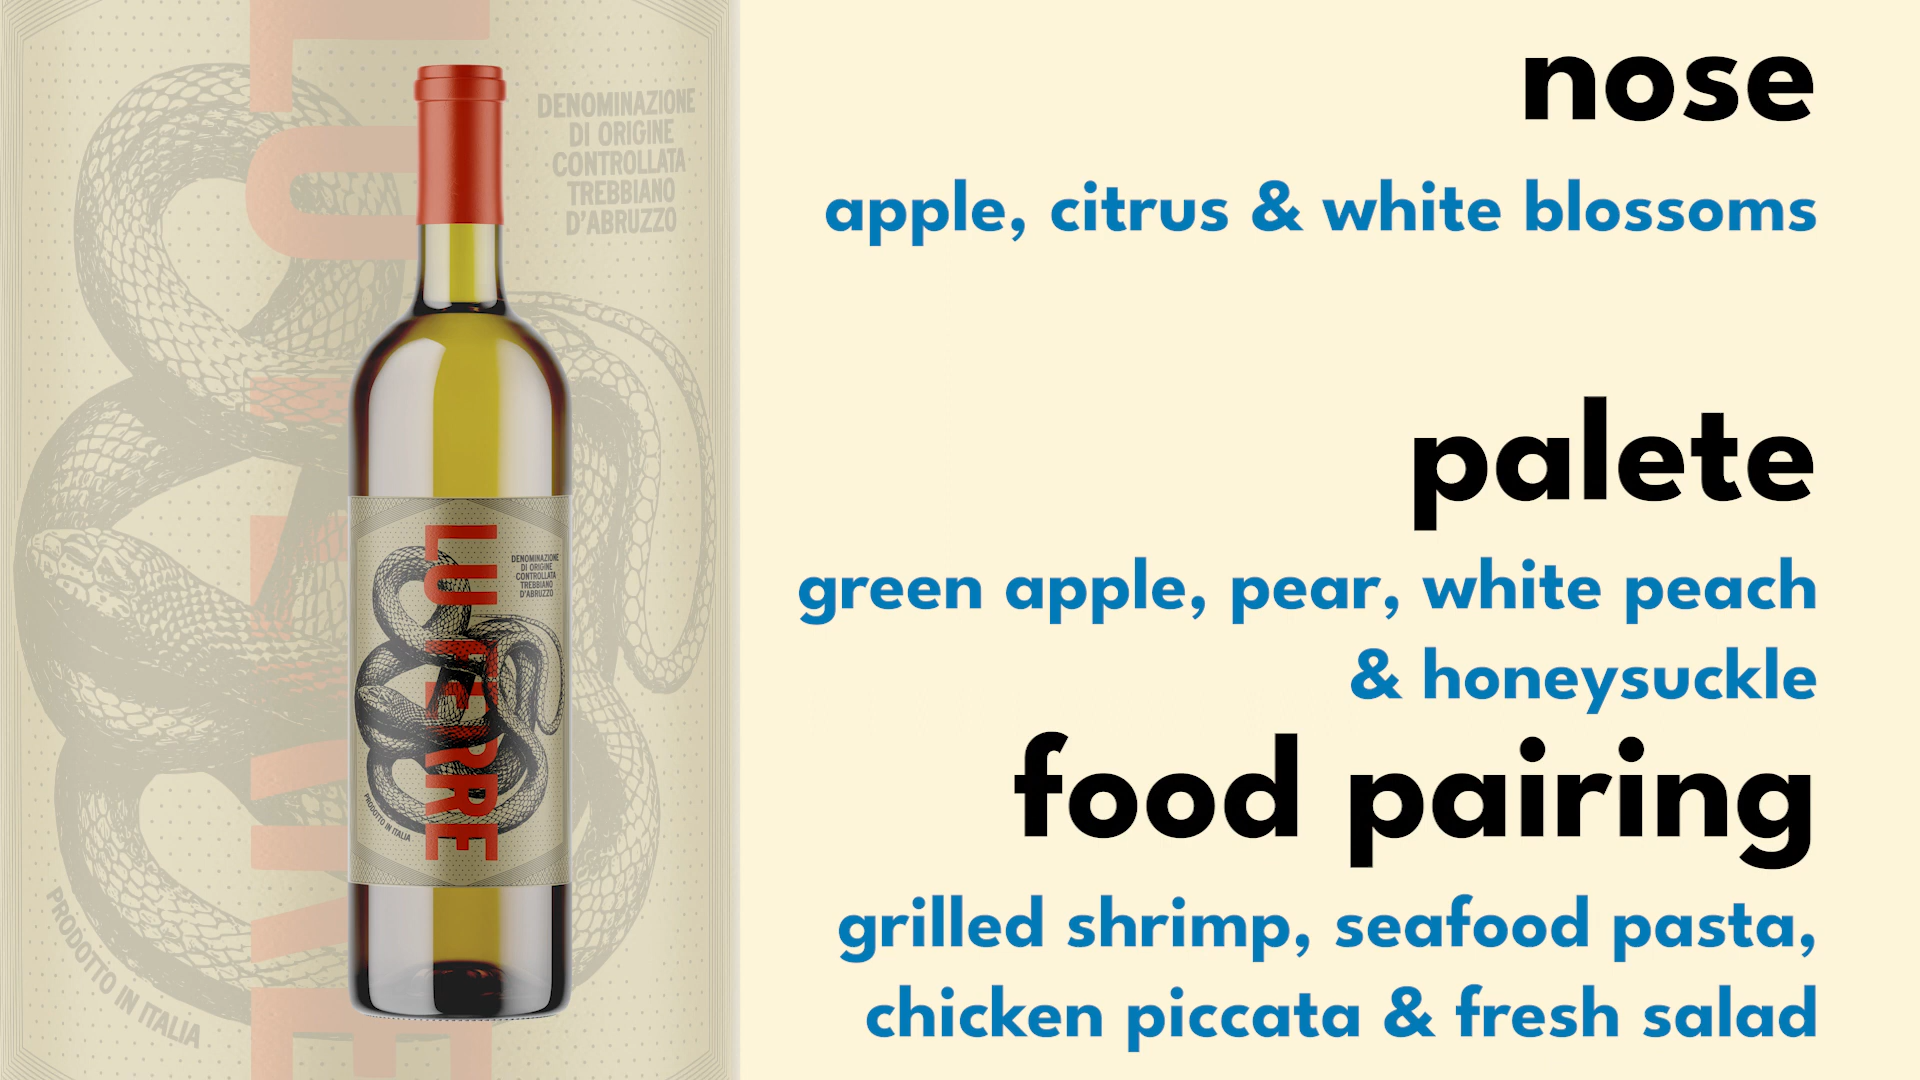 LUFERRE
DENOMINAZIONE
DI ORIGINE
CONTROLLATA
TREBBIANO
D'ABRUZZO
PRODOTTO IN ITALIA
LUFERRE
DENOMINAZIONE
DI ORIGINE
CONTROLLATA
TREBBIANO
D'ABRUZZO
PRODOTTO IN ITALIA
nose
apple, citrus & white blossoms
palete
green apple, pear, white peach
& honeysuckle
food pairing
grilled shrimp, seafood pasta,
chicken piccata & fresh salad